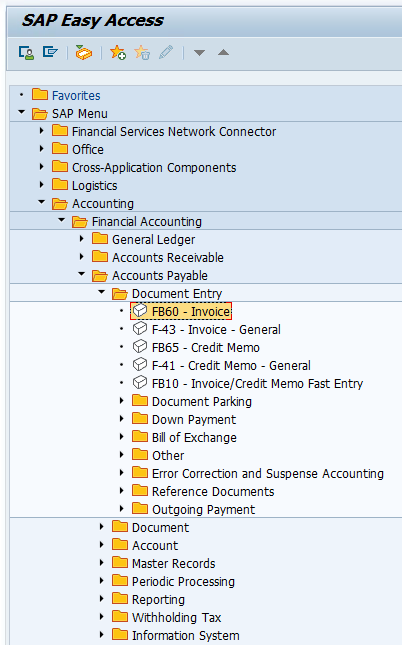 SAP Easy Access
Favorites
SAP Menu
Financial Services Network Connector
Office
Cross-Application Components
Logistics
Accounting
Financial Accounting
General Ledger
Accounts Receivable
Accounts Payable
Document Entry
FB60 - Invoice
F-43 - Invoice - General
FB65 - Credit Memo
F-41 - Credit Memo - General
FB10 - Invoice/Credit Memo Fast Entry
Document Parking
Down Payment
Bill of Exchange
Other
Error Correction and Suspense Accounting
Reference Documents
Outgoing Payment
Document
Account
Master Records
Periodic Processing
Reporting
Withholding Tax
Information System